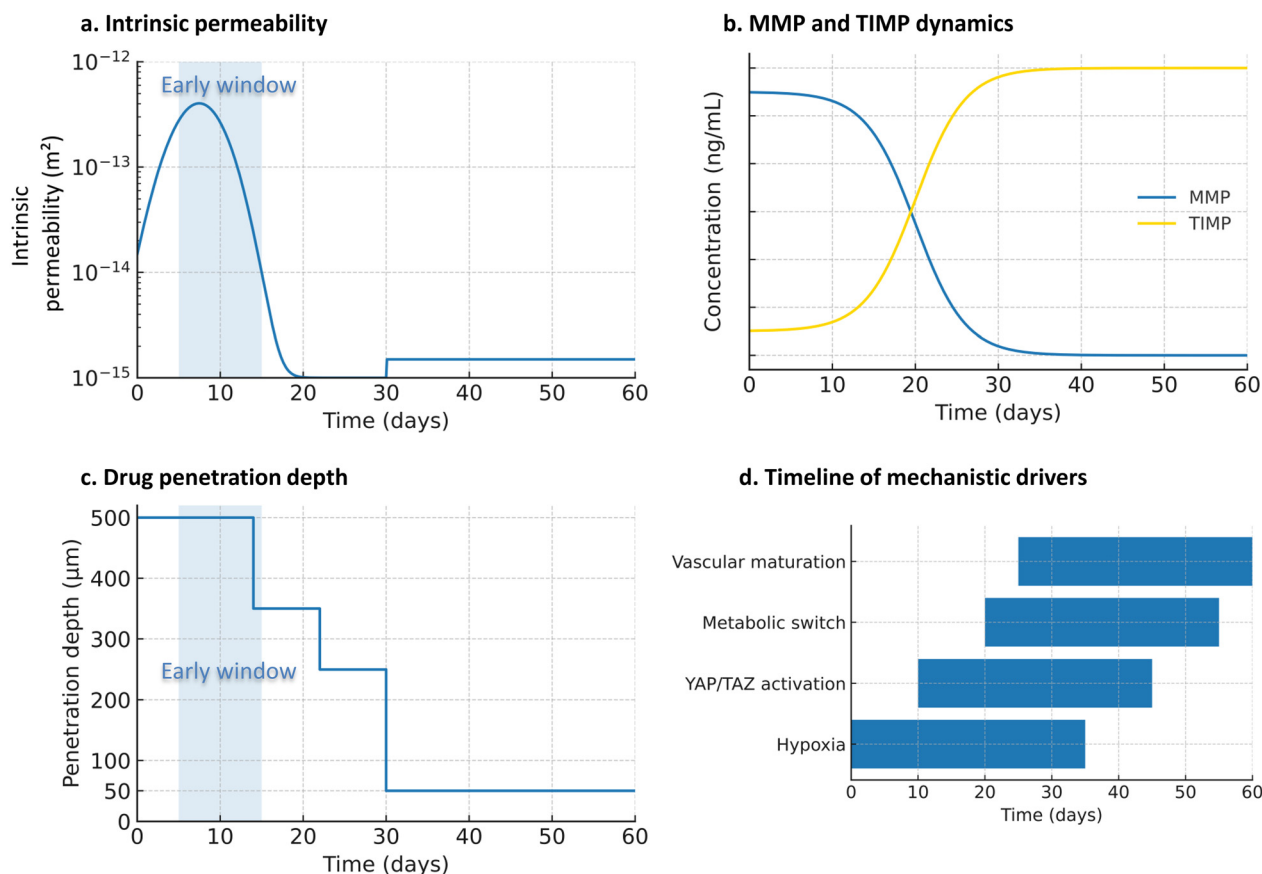 a. Intrinsic permeability
Early window
Intrinsic
permeability (m²)
10⁻¹²
10⁻¹³
10⁻¹⁴
10⁻¹⁵
0 10 20 30 40 50 60
Time (days)
b. MMP and TIMP dynamics
Concentration (ng/mL)
MMP
TIMP
0 10 20 30 40 50 60
Time (days)
c. Drug penetration depth
Penetration depth (µm)
500
400
300
200
100
50
0
Early window
0 10 20 30 40 50 60
Time (days)
d. Timeline of mechanistic drivers
Vascular maturation
Metabolic switch
YAP/TAZ activation
Hypoxia
0 10 20 30 40 50 60
Time (days)